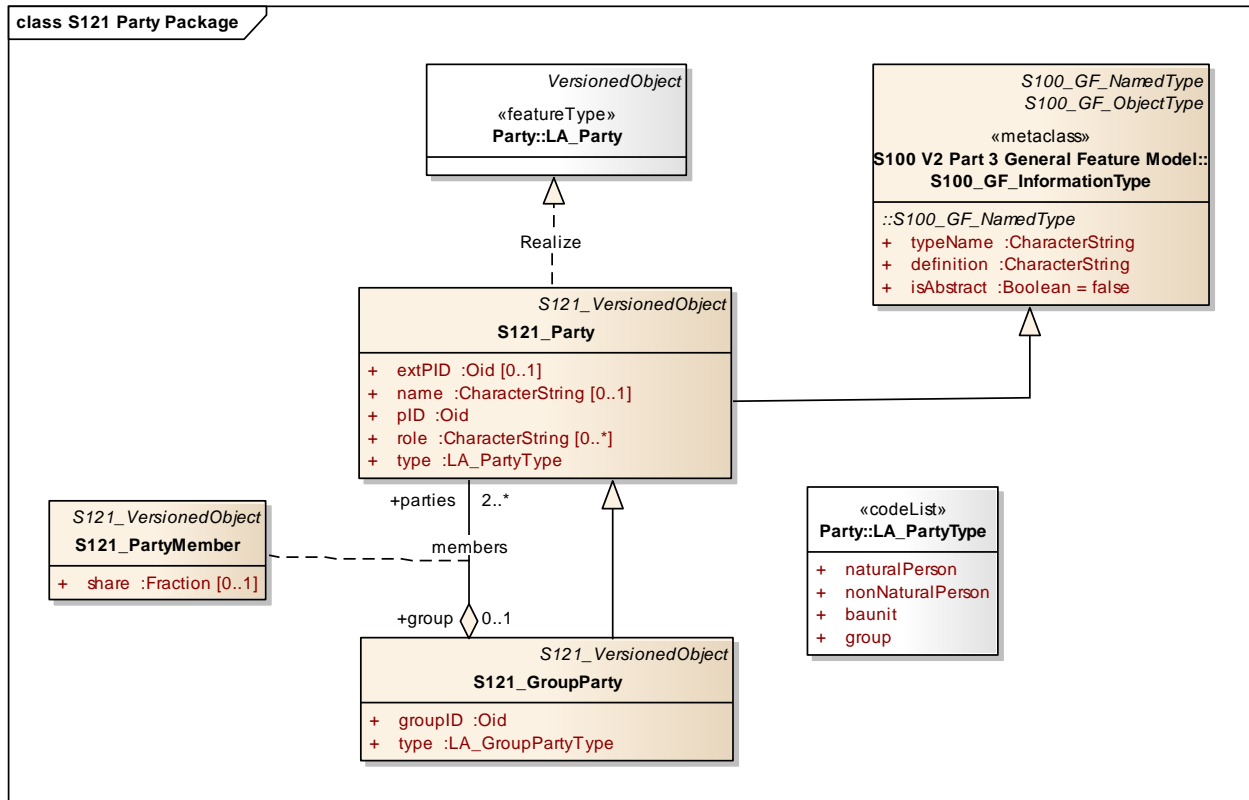 class S121 Party Package
VersionedObject
«featureType»
Party::LA_Party
S100_GF_NamedType
S100_GF_ObjectType
«metaclass»
S100 V2 Part 3 General Feature Model::
S100_GF_InformationType
::S100_GF_NamedType
+ typeName :CharacterString
+ definition :CharacterString
+ isAbstract :Boolean = false
Realize
S121_VersionedObject
S121_Party
+ extPID :Oid [0..1]
+ name :CharacterString [0..1]
+ pID :Oid
+ role :CharacterString [0..*]
+ type :LA_PartyType
+parties 2..*
members
+group 0..1
S121_VersionedObject
S121_PartyMember
+ share :Fraction [0..1]
«codeList»
Party::LA_PartyType
+ naturalPerson
+ nonNaturalPerson
+ baunit
+ group
S121_VersionedObject
S121_GroupParty
+ groupID :Oid
+ type :LA_GroupPartyType